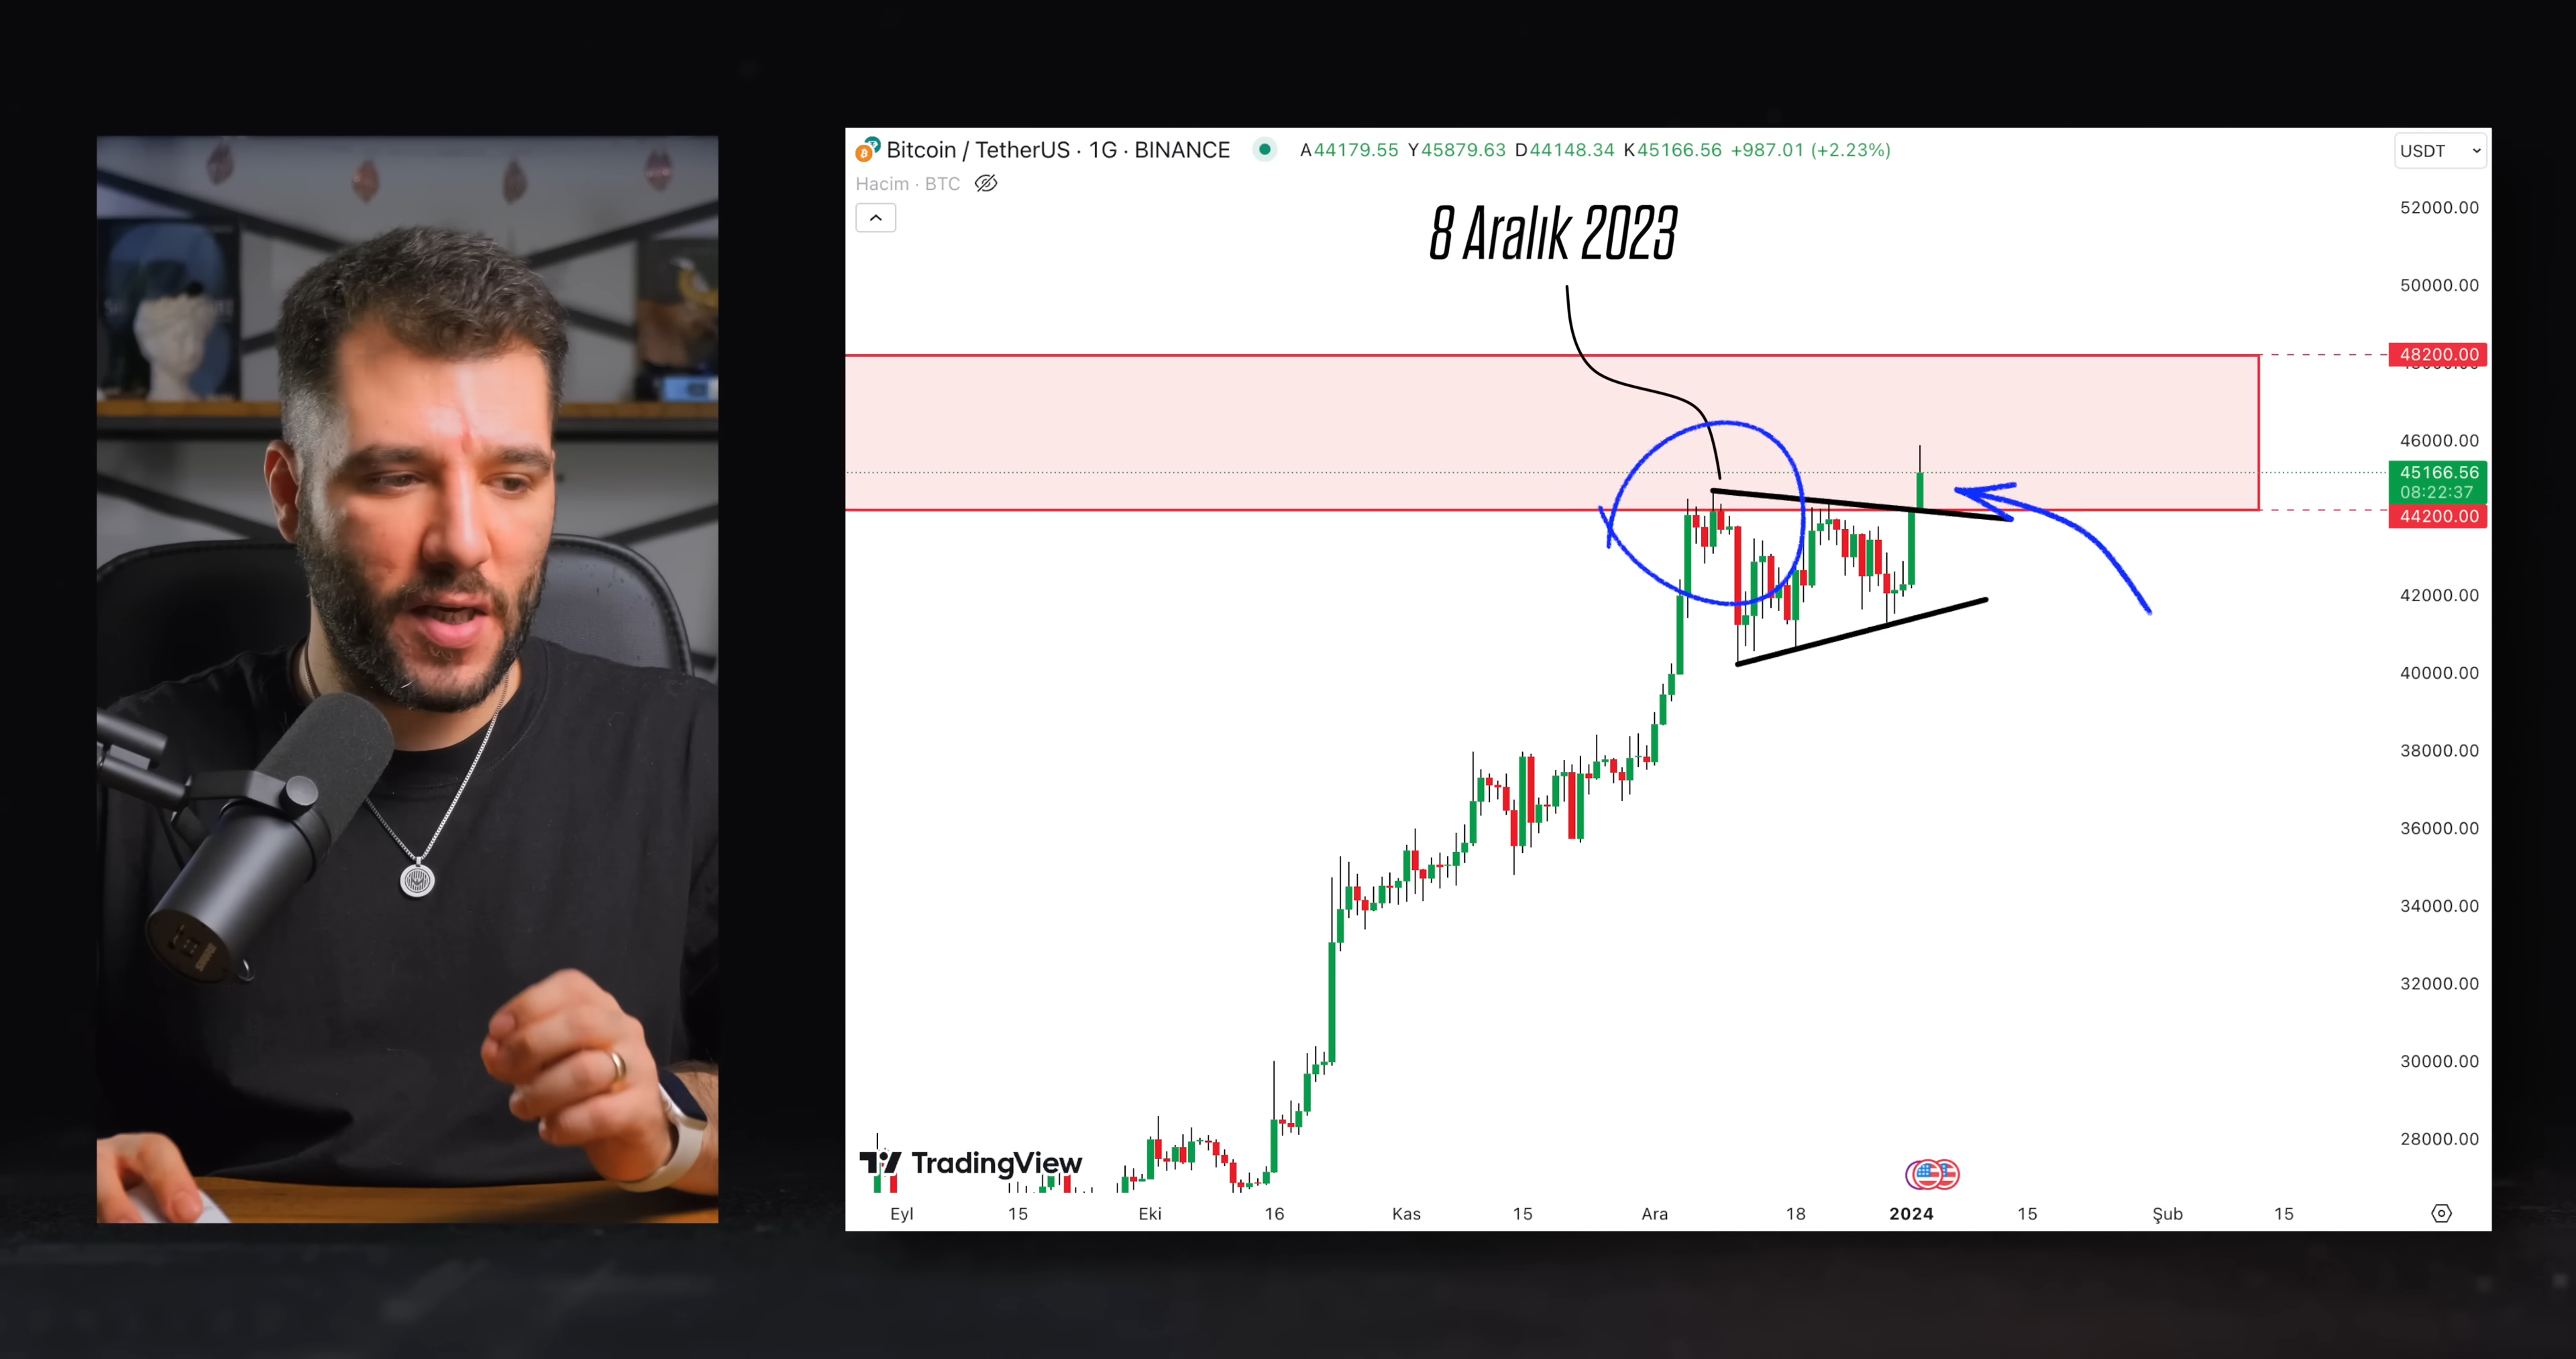 Bitcoin / TetherUS · 1G · BINANCE A44179.55 Y45879.63 D44148.34 K45166.56 +987.01 (+2.23%)
USDT
Hacim · BTC
8 Aralık 2023
52000.00
50000.00
48200.00
46000.00
45166.56
08:22:37
44200.00
42000.00
40000.00
38000.00
36000.00
34000.00
32000.00
30000.00
28000.00
TradingView
Eyl 15 Eki 16 Kas 15 Ara 18 2024 15 Şub 15